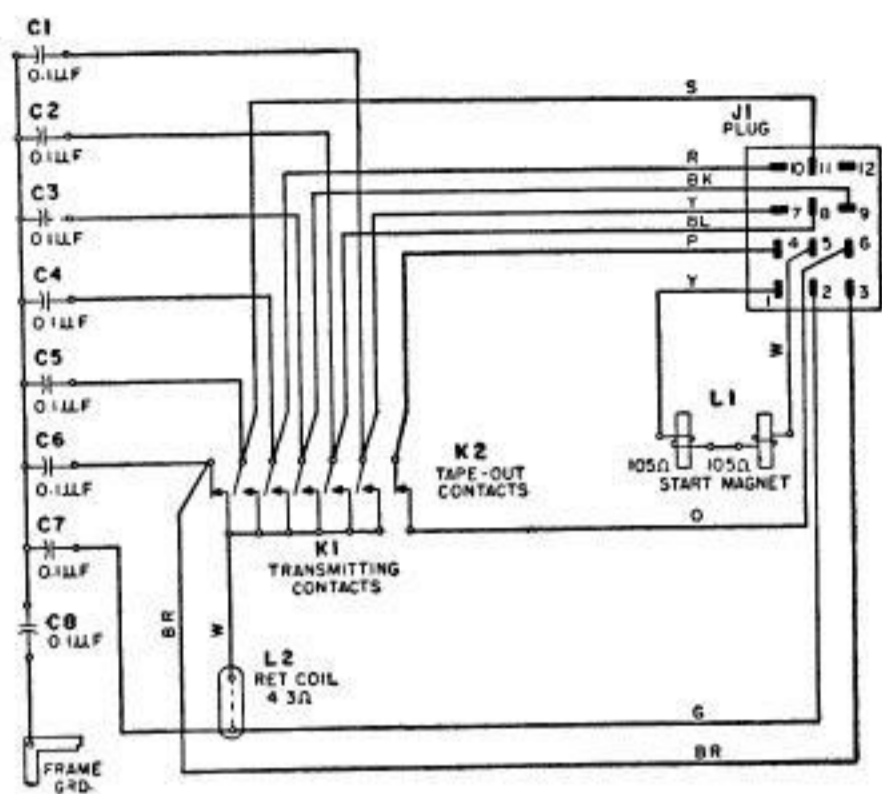 C1
0.1µF
C2
0.1µF
C3
0.1µF
C4
0.1µF
C5
0.1µF
C6
0.1µF
C7
0.1µF
C8
0.1µF
FRAME
GRD.
S
R
BK
Y
BL
P
Y
W
J1
PLUG
10 11 12
7 8 9
4 5 6
1 2 3
L1
105Ω 105Ω
START MAGNET
K2
TAPE-OUT
CONTACTS
O
K1
TRANSMITTING
CONTACTS
BR
W
L2
RET COIL
4.3Ω
G
BR